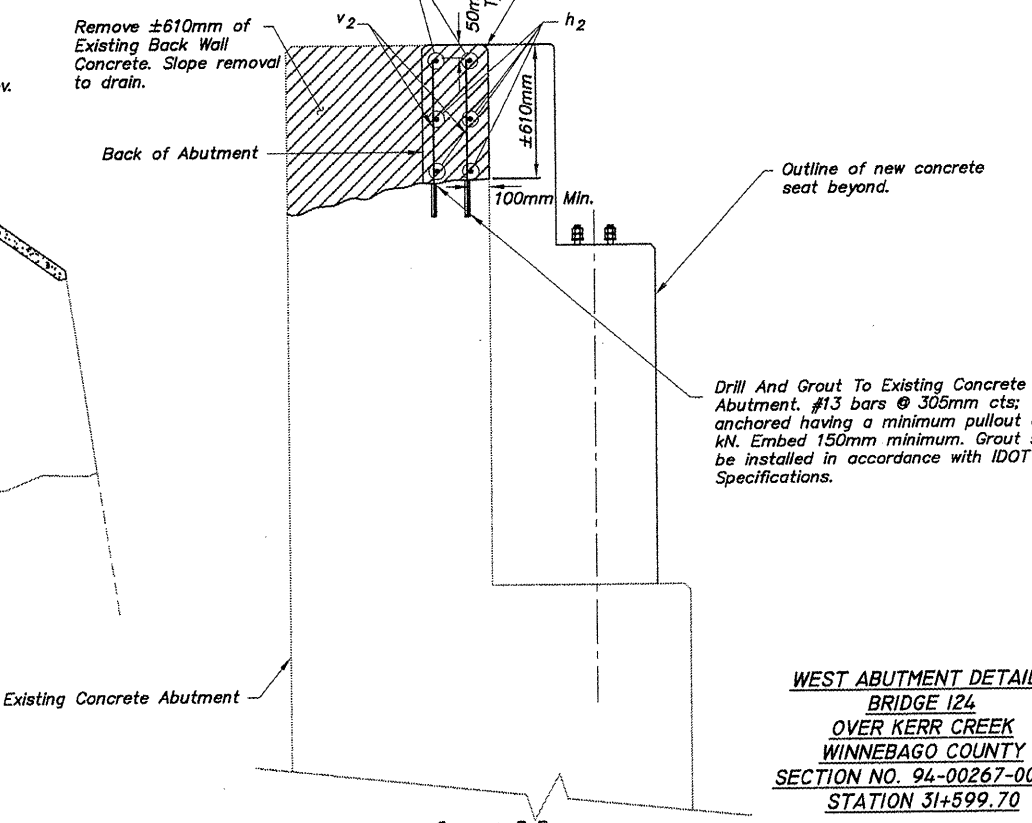 Remove ±610mm of
Existing Back Wall
Concrete. Slope removal
to drain.
v2
h2
±610mm
Back of Abutment
100mm Min.
Outline of new concrete
seat beyond.
Drill And Grout To Existing Concrete
Abutment. #13 bars @ 305mm cts;
anchored having a minimum pullout
kN. Embed 150mm minimum. Grout
be installed in accordance with IDOT
Specifications.
Existing Concrete Abutment
WEST ABUTMENT DETAIL
BRIDGE 124
OVER KERR CREEK
WINNEBAGO COUNTY
SECTION NO. 94-00267-00
STATION 31+599.70